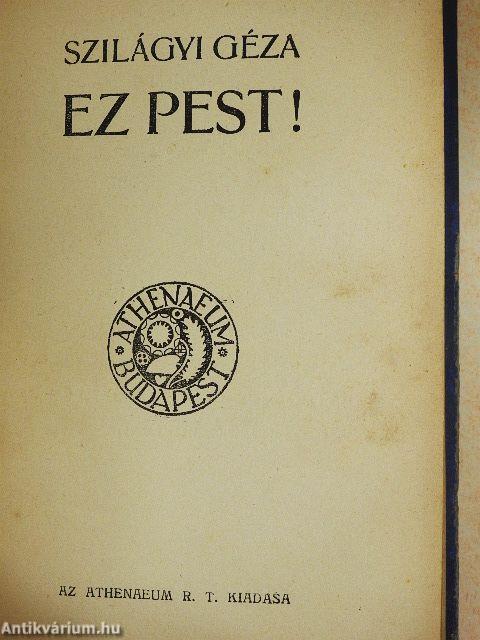 SZILÁGYI GÉZA
EZ PEST!
ATHENAEUM
BUDAPEST
AZ ATHENAEUM R. T. KIADÁSA
Antikvárium.hu